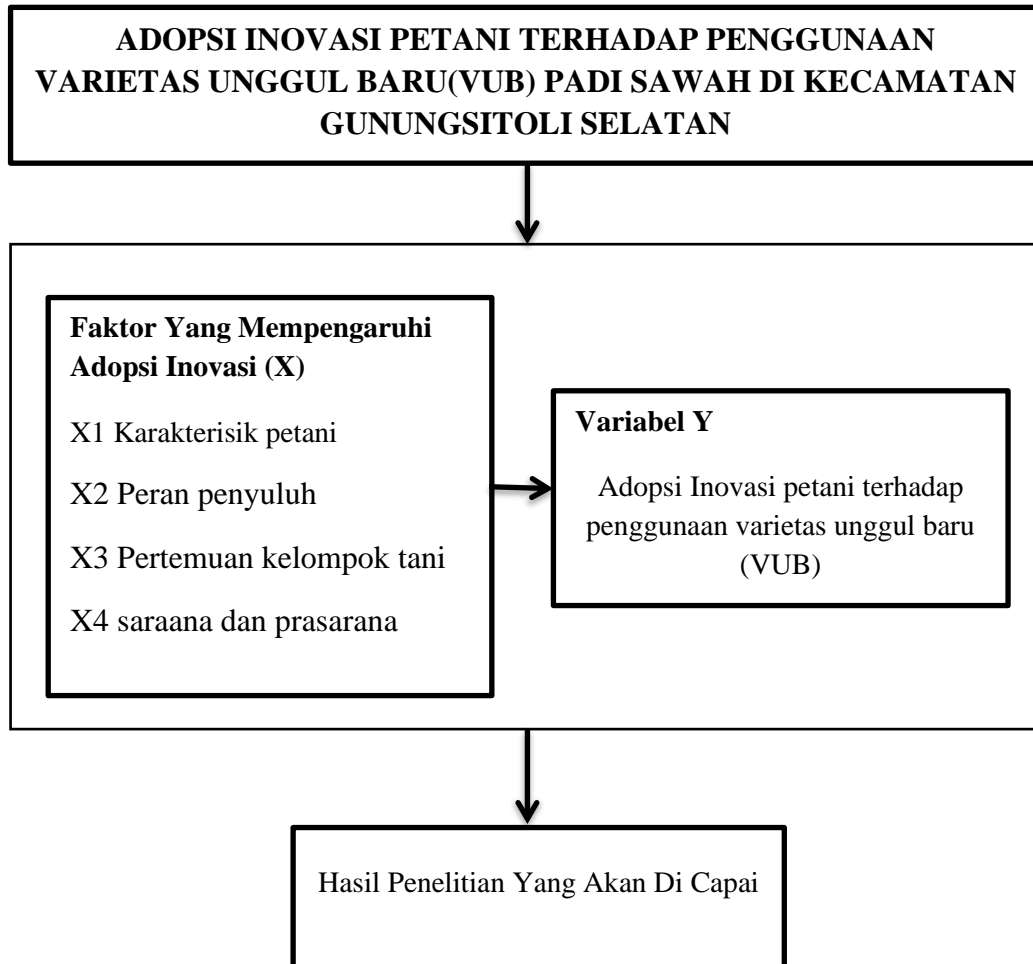 ADOPSI INOVASI PETANI TERHADAP PENGGUNAAN
VARIETAS UNGGUL BARU(VUB) PADI SAWAH DI KECAMATAN
GUNUNGSITOLI SELATAN
Faktor Yang Mempengaruhi
Adopsi Inovasi (X)
X1 Karakterisik petani
X2 Peran penyuluh
X3 Pertemuan kelompok tani
X4 saraana dan prasarana
Variabel Y
Adopsi Inovasi petani terhadap
penggunaan varietas unggul baru
(VUB)
Hasil Penelitian Yang Akan Di Capai